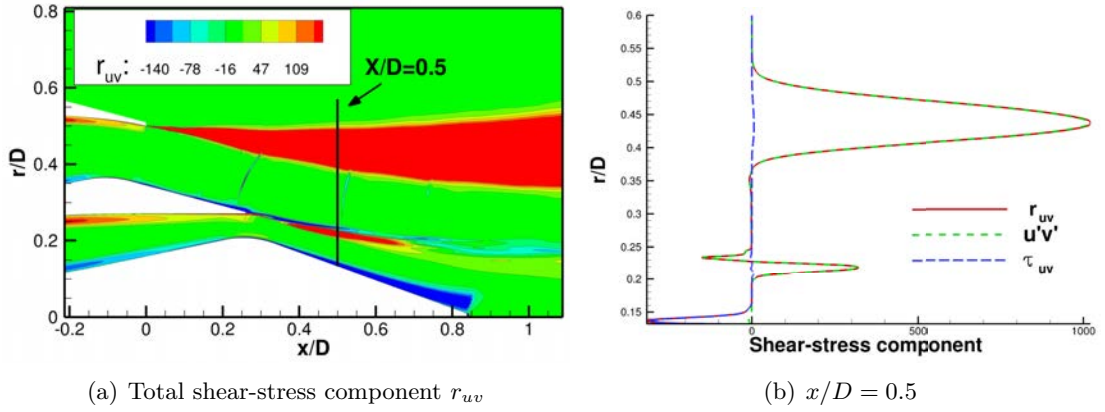 0.8
0.6
0.4
0.2
0
r/D
r_uv: -140 -78 -16 47 109
X/D=0.5
-0.2 0 0.2 0.4 0.6 0.8 1
x/D
(a) Total shear-stress component r_uv
0.6
0.55
0.5
0.45
0.4
0.35
0.3
0.25
0.2
0.15
r/D
r_uv
u'v'
τ_uv
0 500 1000
Shear-stress component
(b) x/D = 0.5